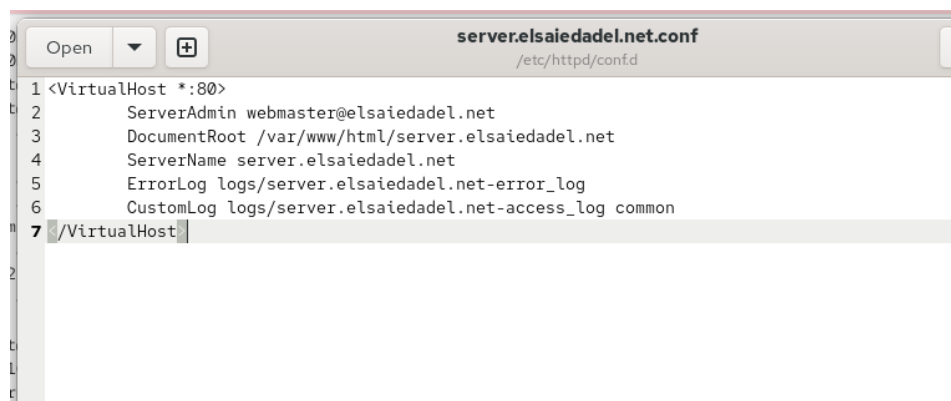 Open
server.elsaiedadel.net.conf
/etc/httpd/conf.d
1 <VirtualHost *:80>
2 ServerAdmin webmaster@elsaiedadel.net
3 DocumentRoot /var/www/html/server.elsaiedadel.net
4 ServerName server.elsaiedadel.net
5 ErrorLog logs/server.elsaiedadel.net-error_log
6 CustomLog logs/server.elsaiedadel.net-access_log common
7 </VirtualHost>